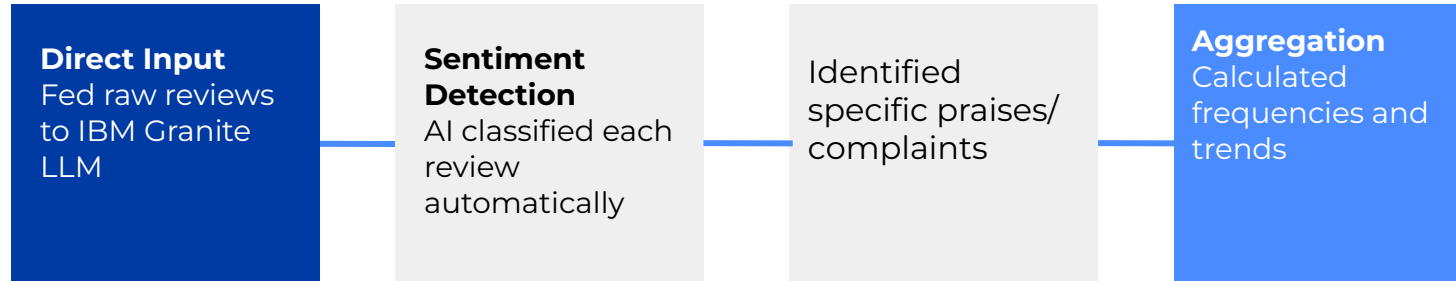 Direct Input
Fed raw reviews
to IBM Granite
LLM
Sentiment
Detection
AI classified each
review
automatically
Identified
specific praises/
complaints
Aggregation
Calculated
frequencies and
trends